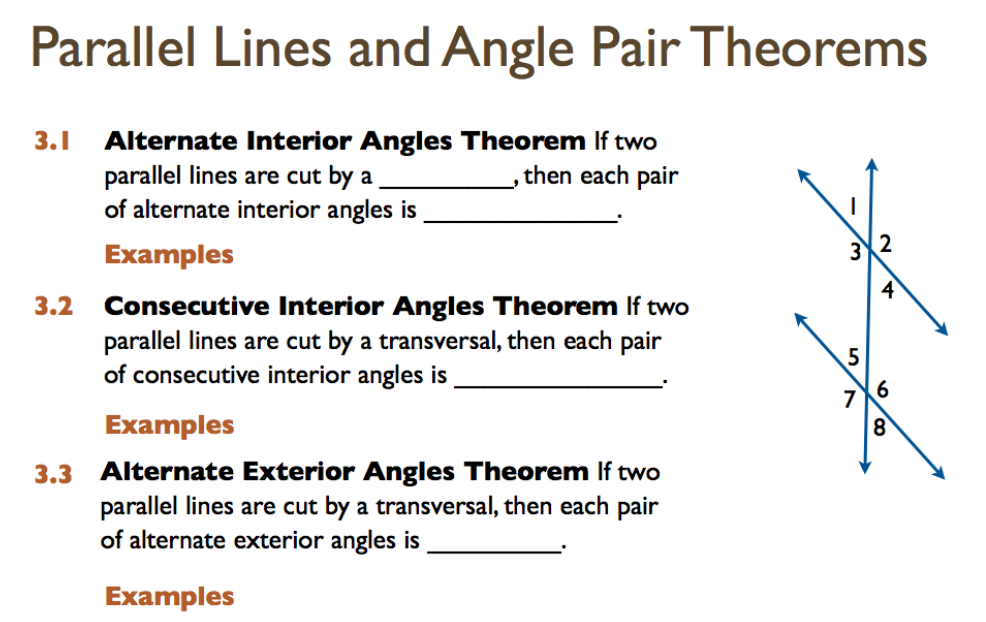 Parallel Lines and Angle Pair Theorems
3.1 Alternate Interior Angles Theorem If two
parallel lines are cut by a __________, then each pair
of alternate interior angles is ______________.
Examples
3.2 Consecutive Interior Angles Theorem If two
parallel lines are cut by a transversal, then each pair
of consecutive interior angles is _______________.
Examples
3.3 Alternate Exterior Angles Theorem If two
parallel lines are cut by a transversal, then each pair
of alternate exterior angles is __________.
Examples
1
2
3
4
5
6
7
8